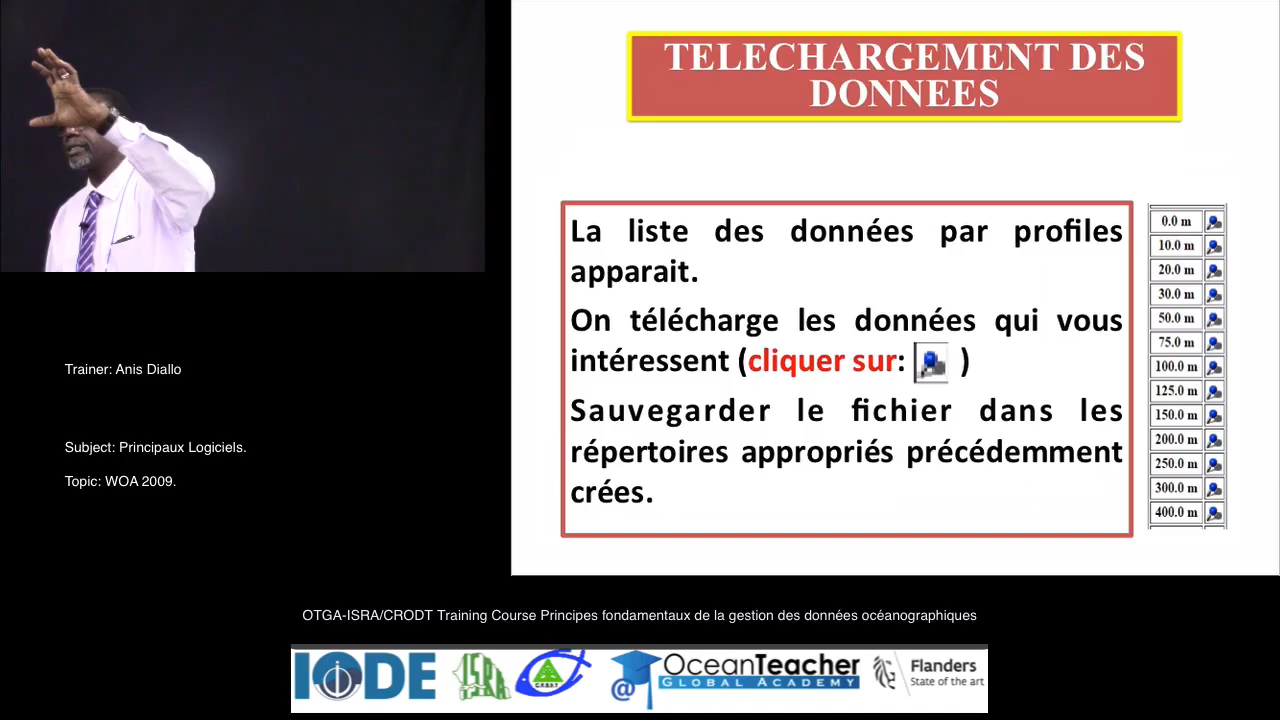 TELECHARGEMENT DES
DONNEES
La liste des données par profiles
apparait.
On télécharge les données qui vous
intéressent (cliquer sur: )
Sauvegarder le fichier dans les
répertoires appropriés précédemment
crées.
0.0 m
10.0 m
20.0 m
30.0 m
50.0 m
75.0 m
100.0 m
125.0 m
150.0 m
200.0 m
250.0 m
300.0 m
400.0 m
Trainer: Anis Diallo
Subject: Principaux Logiciels.
Topic: WOA 2009.
OTGA-ISRA/CRODT Training Course Principes fondamentaux de la gestion des données océanographiques
IODE
ISRA
OceanTeacher
GLOBAL ACADEMY
Flanders
State of the art